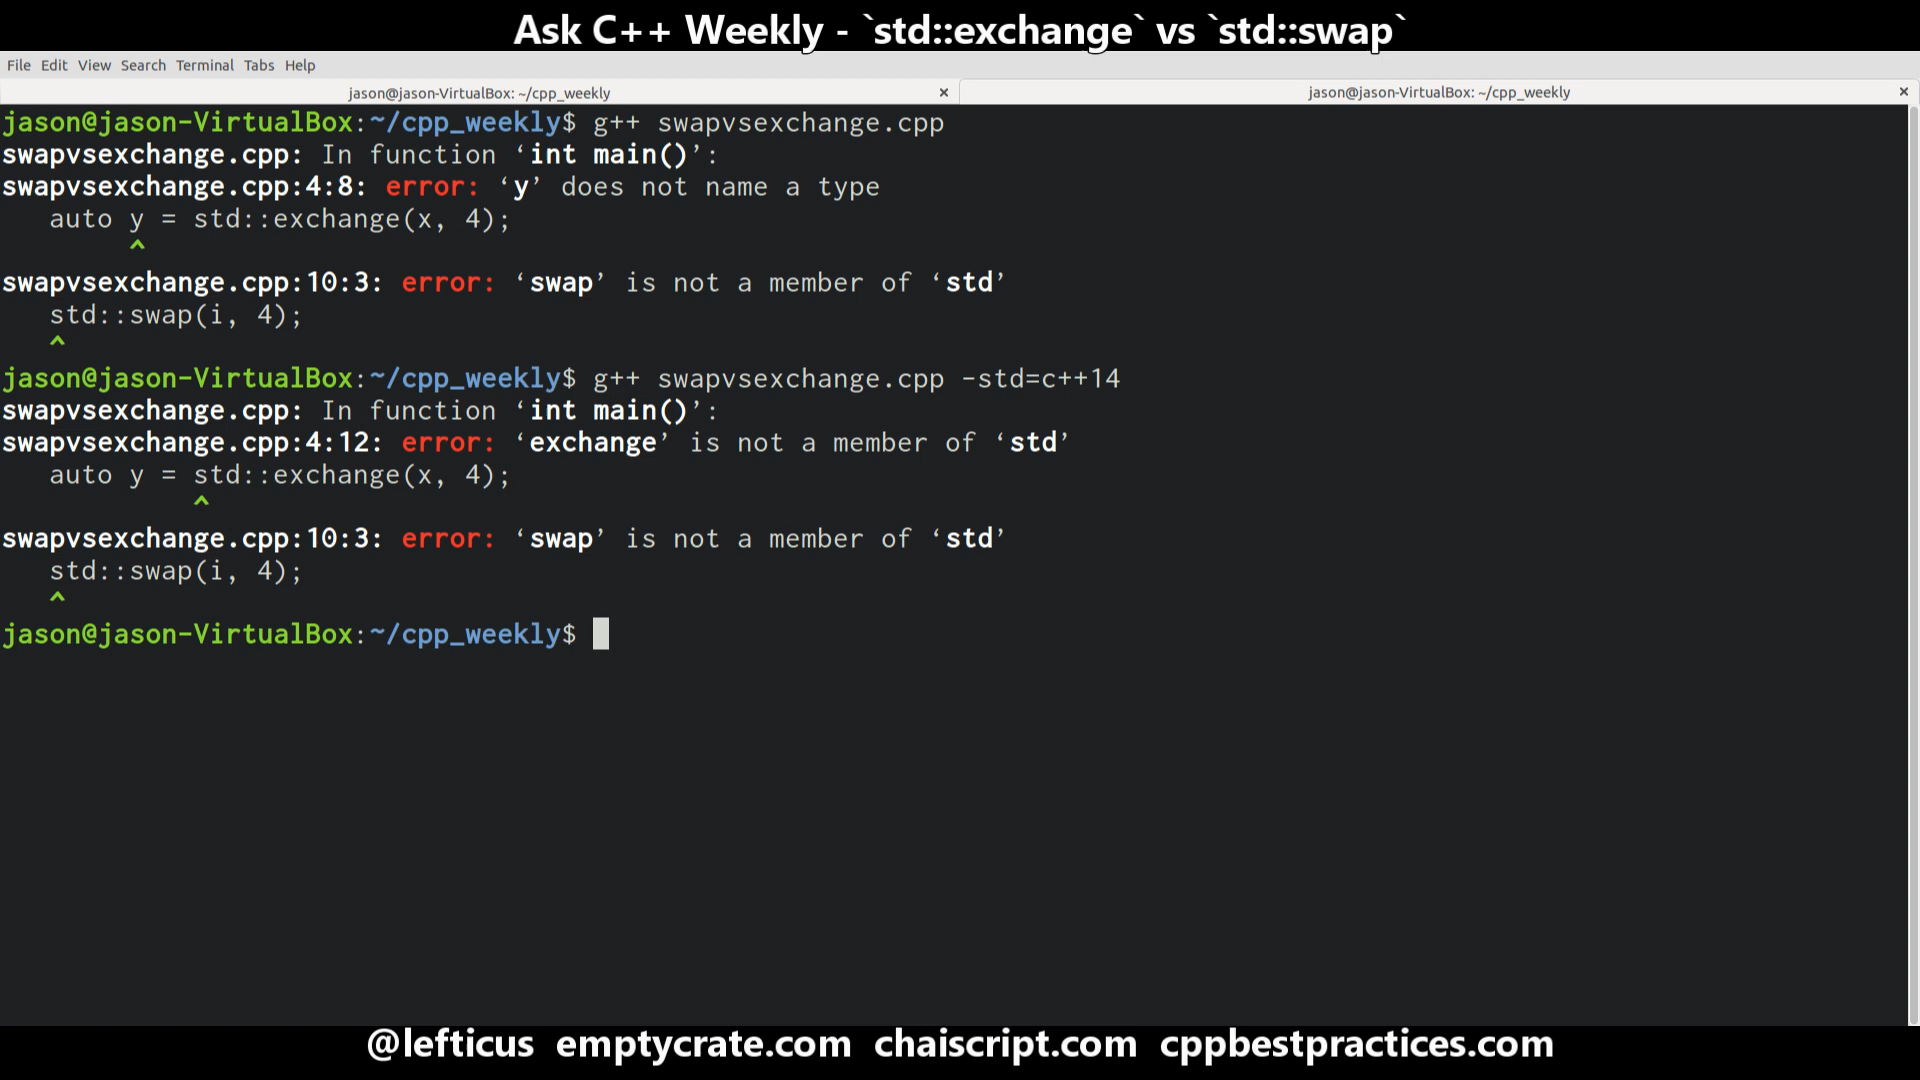 Ask C++ Weekly - `std::exchange` vs `std::swap`
File Edit View Search Terminal Tabs Help
jason@jason-VirtualBox: ~/cpp_weekly × jason@jason-VirtualBox: ~/cpp_weekly ×
jason@jason-VirtualBox:~/cpp_weekly$ g++ swapvsexchange.cpp
swapvsexchange.cpp: In function ‘int main()’:
swapvsexchange.cpp:4:8: error: ‘y’ does not name a type
   auto y = std::exchange(x, 4);
        ^
swapvsexchange.cpp:10:3: error: ‘swap’ is not a member of ‘std’
   std::swap(i, 4);
   ^
jason@jason-VirtualBox:~/cpp_weekly$ g++ swapvsexchange.cpp -std=c++14
swapvsexchange.cpp: In function ‘int main()’:
swapvsexchange.cpp:4:12: error: ‘exchange’ is not a member of ‘std’
   auto y = std::exchange(x, 4);
            ^
swapvsexchange.cpp:10:3: error: ‘swap’ is not a member of ‘std’
   std::swap(i, 4);
   ^
jason@jason-VirtualBox:~/cpp_weekly$
@lefticus emptycrate.com chaiscript.com cppbestpractices.com